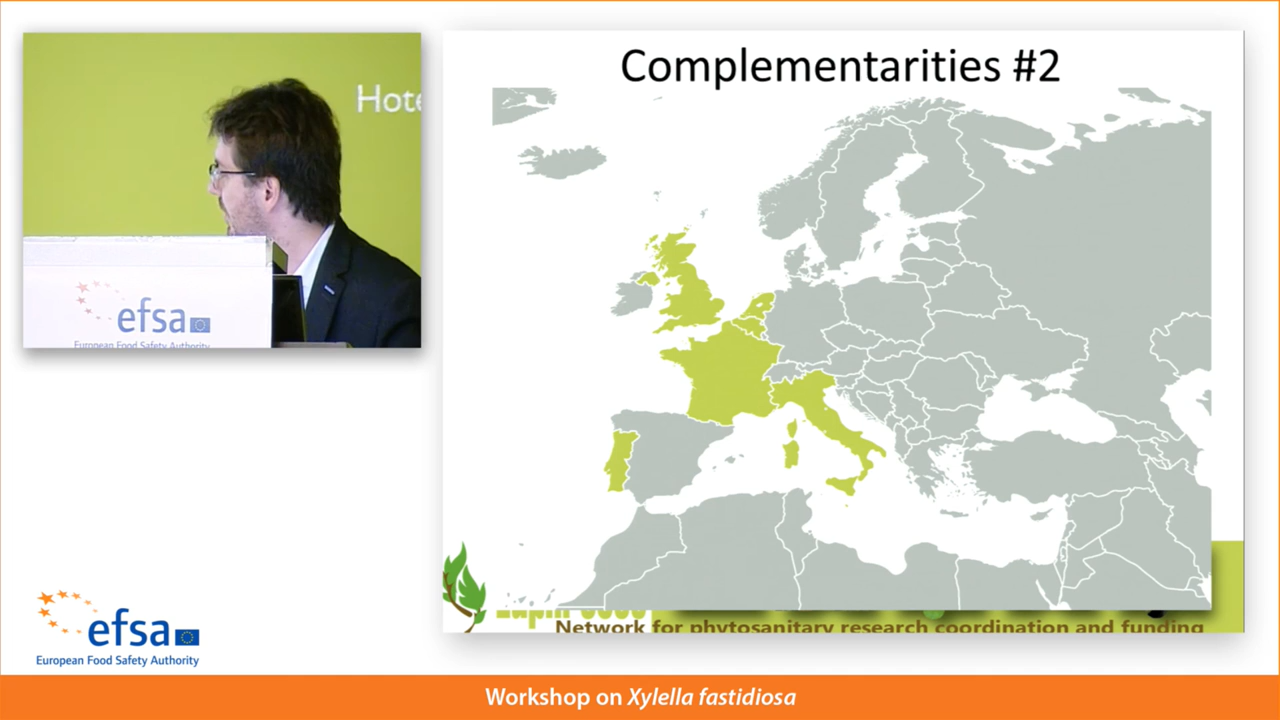 Hote
efsa
European Food Safety Authority
Complementarities #2
Network for phytosanitary research coordination and funding
efsa
European Food Safety Authority
Workshop on Xylella fastidiosa